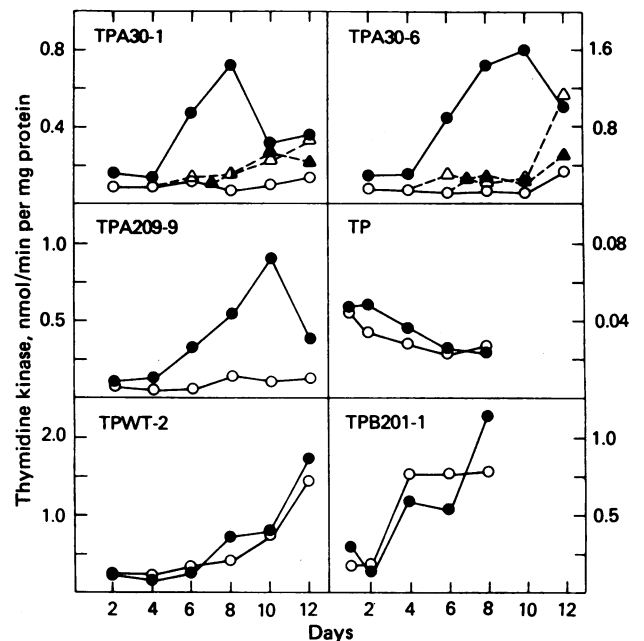 TPA30-1
TPA30-6
0.8
0.4
1.6
0.8
TPA209-9
TP
1.0
0.5
0.08
0.04
TPWT-2
TPB201-1
2.0
1.0
1.0
0.5
2 4 6 8 10 12
2 4 6 8 10 12
Days
Thymidine kinase, nmol/min per mg protein